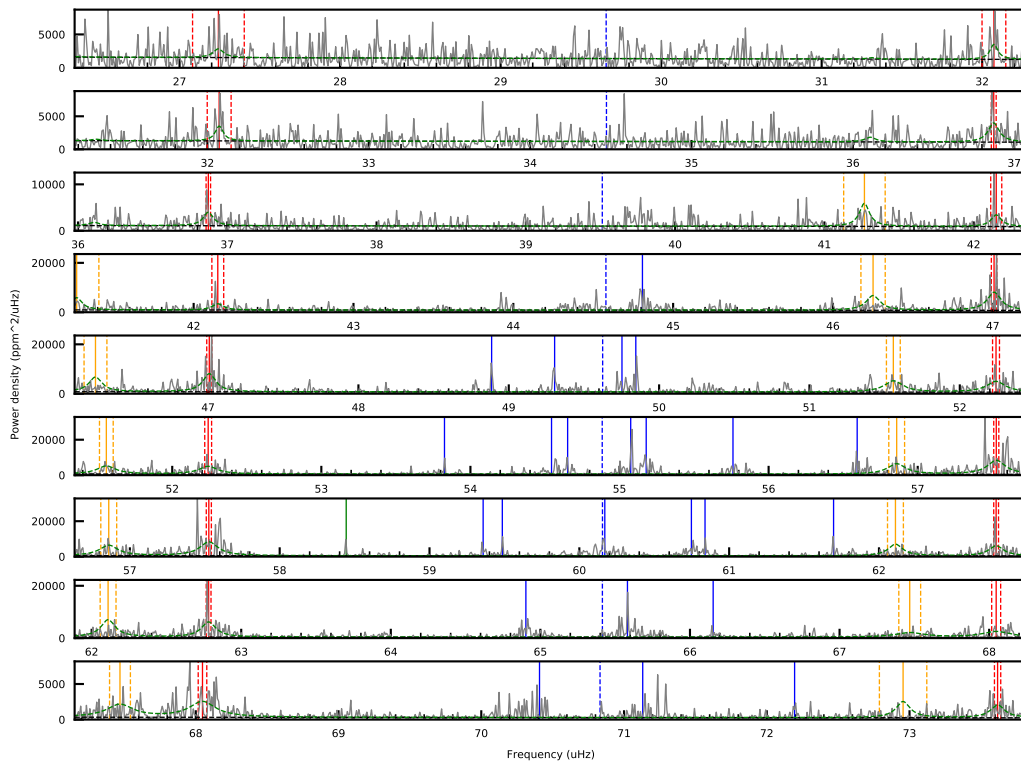 5000
0
27 28 29 30 31 32
5000
0
32 33 34 35 36 37
10000
0
36 37 38 39 40 41 42
20000
0
42 43 44 45 46 47
20000
0
47 48 49 50 51 52
Power density (ppm^2/uHz)
20000
0
52 53 54 55 56 57
20000
0
57 58 59 60 61 62
20000
0
62 63 64 65 66 67 68
5000
0
68 69 70 71 72 73
Frequency (uHz)